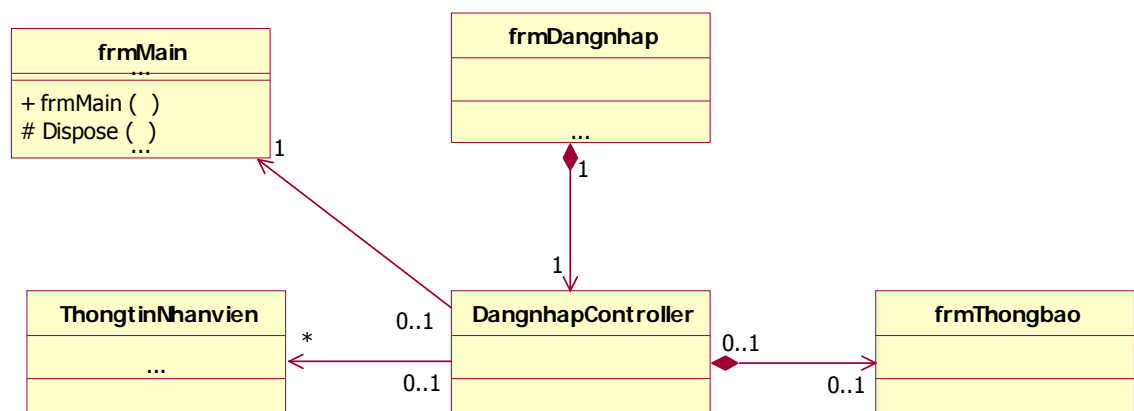 frmMain
...
+ frmMain ( )
# Dispose ( )
...
frmDangnhap
...
1
1
1
ThongtinNhanvien
...
*
0..1
0..1
DangnhapController
0..1
0..1
frmThongbao